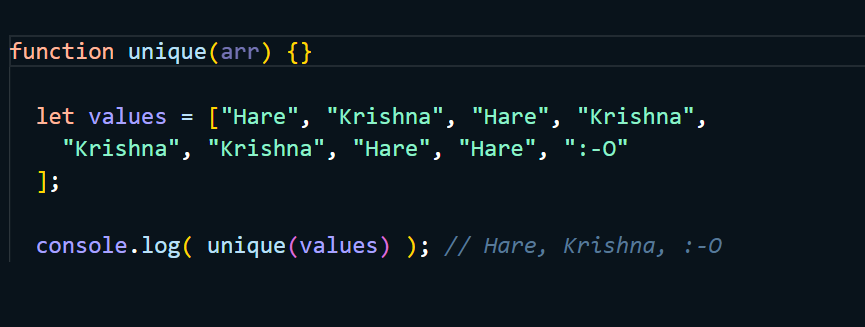 function unique(arr) {}
let values = ["Hare", "Krishna", "Hare", "Krishna",
"Krishna", "Krishna", "Hare", "Hare", ":-O"
];
console.log( unique(values) ); // Hare, Krishna, :-O